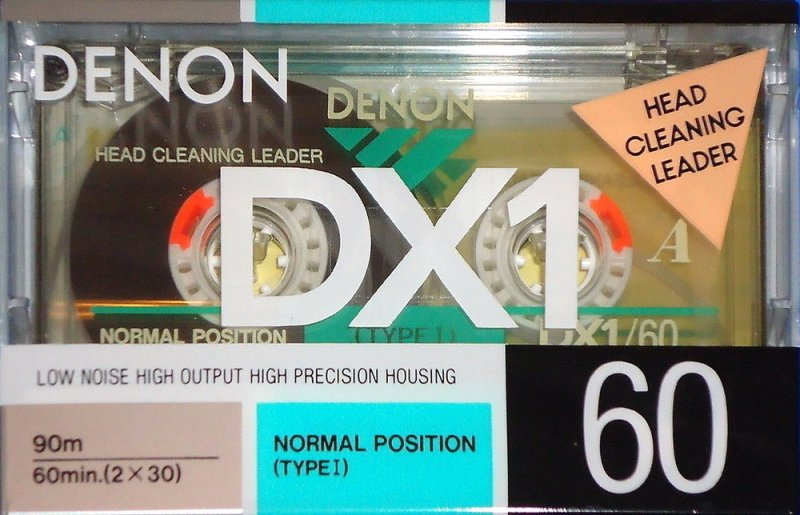 DENON
DENON
HEAD CLEANING LEADER
HEAD
CLEANING
LEADER
DX1
A
A
NORMAL POSITION
(TYPE I)
DX1/60
LOW NOISE HIGH OUTPUT HIGH PRECISION HOUSING
60
90m
60min.(2×30)
NORMAL POSITION
(TYPE I)